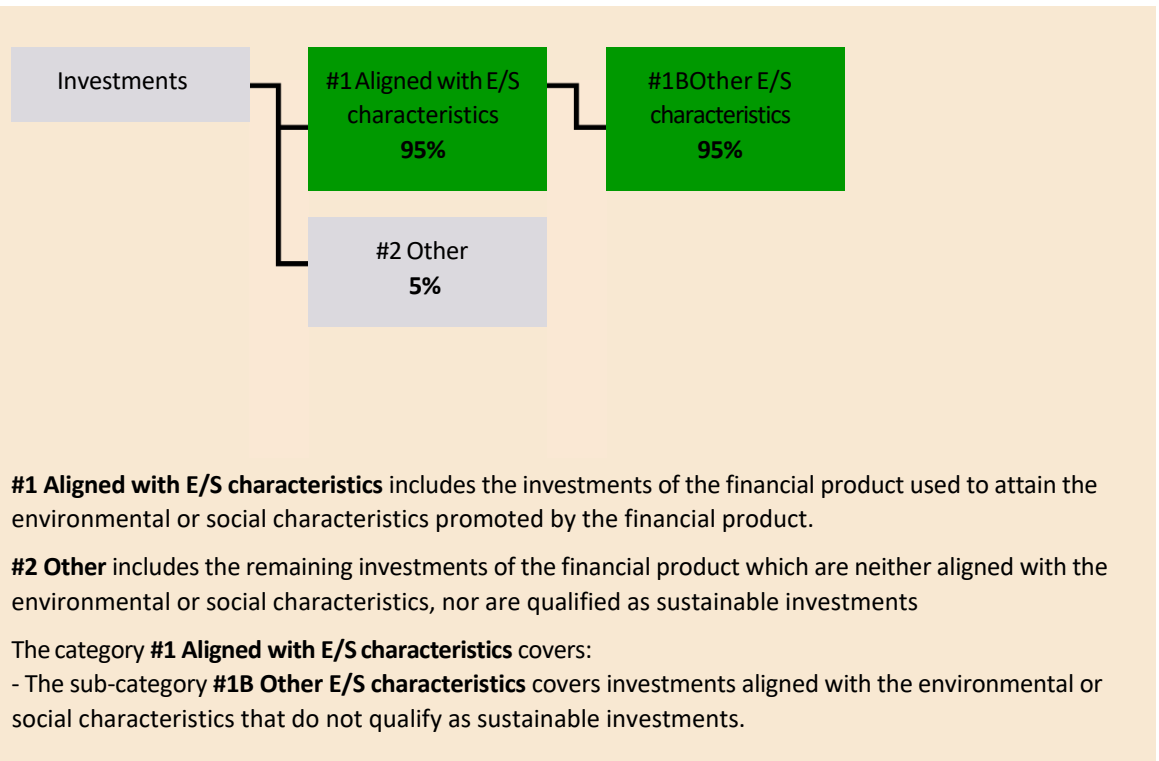 Investments
#1 Aligned with E/S
characteristics
95%
#1BOther E/S
characteristics
95%
#2 Other
5%
#1 Aligned with E/S characteristics includes the investments of the financial product used to attain the
environmental or social characteristics promoted by the financial product.
#2 Other includes the remaining investments of the financial product which are neither aligned with the
environmental or social characteristics, nor are qualified as sustainable investments
The category #1 Aligned with E/S characteristics covers:
- The sub-category #1B Other E/S characteristics covers investments aligned with the environmental or
social characteristics that do not qualify as sustainable investments.